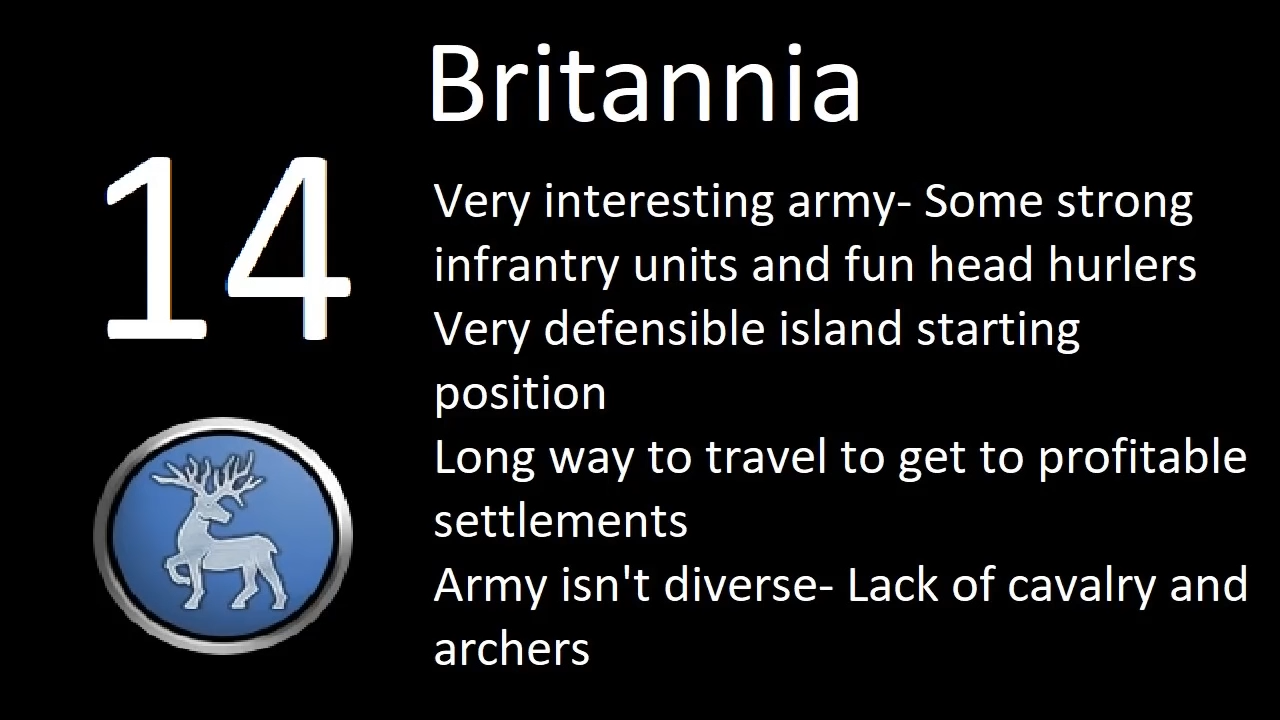 Britannia
14
Very interesting army- Some strong
infrantry units and fun head hurlers
Very defensible island starting
position
Long way to travel to get to profitable
settlements
Army isn't diverse- Lack of cavalry and
archers